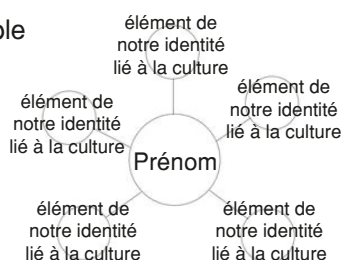 ple
élément de
notre identité
lié à la culture
élément de
notre identité
lié à la culture
élément de
notre identité
lié à la culture
Prénom
élément de
notre identité
lié à la culture
élément de
notre identité
lié à la culture